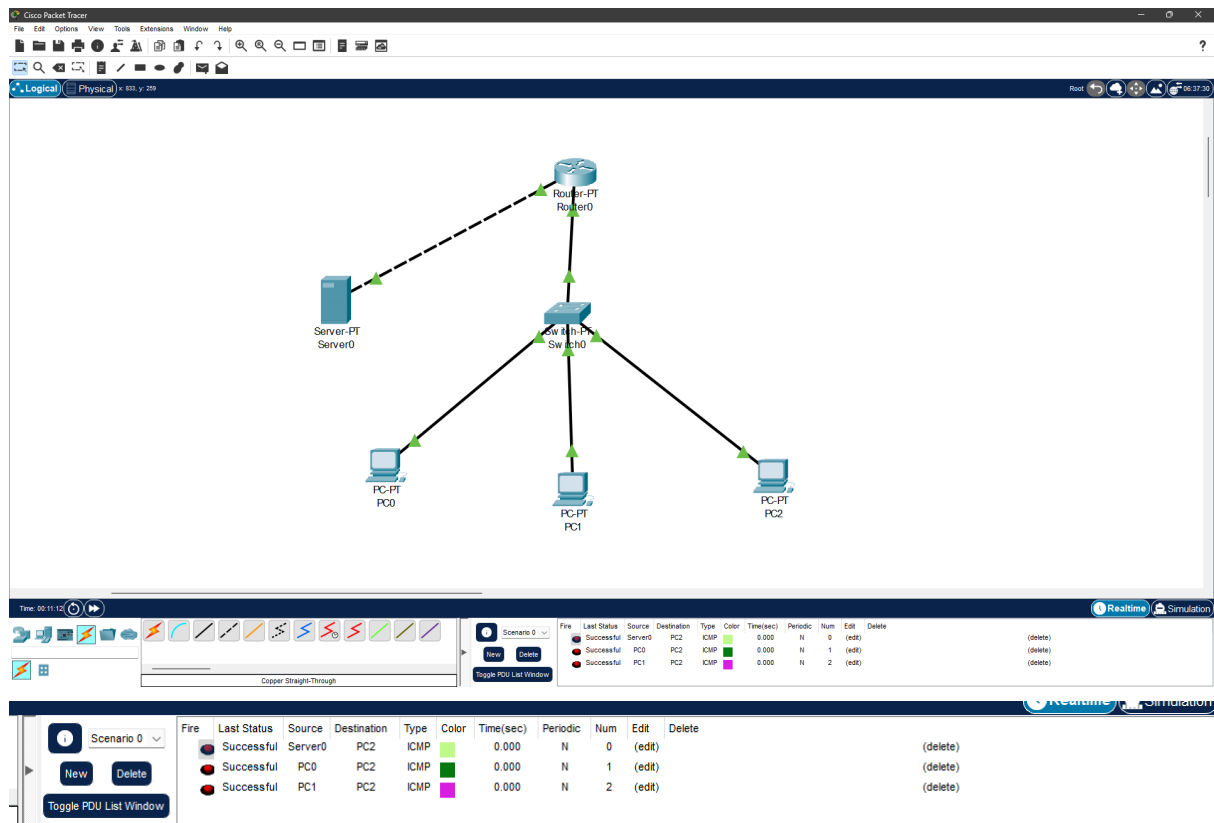 Cisco Packet Tracer
File Edit Options View Tools Extensions Window Help
?
Logical Physical x: 833, y: 259 Root 06:37:30
Router-PT
Router0
Server-PT
Server0
Switch-PT
Switch0
PC-PT
PC0
PC-PT
PC1
PC-PT
PC2
Time: 00:11:12 Realtime Simulation
Scenario 0
New Delete
Toggle PDU List Window
Fire Last Status Source Destination Type Color Time(sec) Periodic Num Edit Delete
Successful Server0 PC2 ICMP 0.000 N 0 (edit) (delete)
Successful PC0 PC2 ICMP 0.000 N 1 (edit) (delete)
Successful PC1 PC2 ICMP 0.000 N 2 (edit) (delete)
Copper Straight-Through
Realtime Simulation
Scenario 0
New Delete
Toggle PDU List Window
Fire Last Status Source Destination Type Color Time(sec) Periodic Num Edit Delete
Successful Server0 PC2 ICMP 0.000 N 0 (edit) (delete)
Successful PC0 PC2 ICMP 0.000 N 1 (edit) (delete)
Successful PC1 PC2 ICMP 0.000 N 2 (edit) (delete)